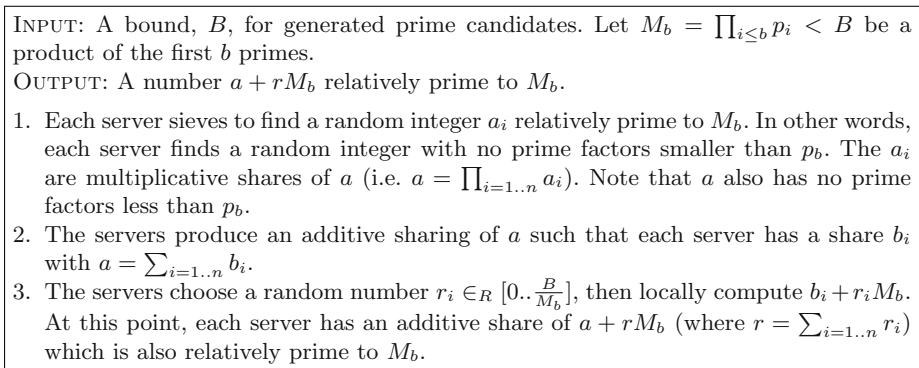 INPUT: A bound, B, for generated prime candidates. Let M_b = ∏_{i≤b} p_i < B be a
product of the first b primes.
OUTPUT: A number a + rM_b relatively prime to M_b.
1. Each server sieves to find a random integer a_i relatively prime to M_b. In other words,
each server finds a random integer with no prime factors smaller than p_b. The a_i
are multiplicative shares of a (i.e. a = ∏_{i=1..n} a_i). Note that a also has no prime
factors less than p_b.
2. The servers produce an additive sharing of a such that each server has a share b_i
with a = ∑_{i=1..n} b_i.
3. The servers choose a random number r_i ∈_R [0..B/M_b], then locally compute b_i + r_iM_b.
At this point, each server has an additive share of a + rM_b (where r = ∑_{i=1..n} r_i)
which is also relatively prime to M_b.